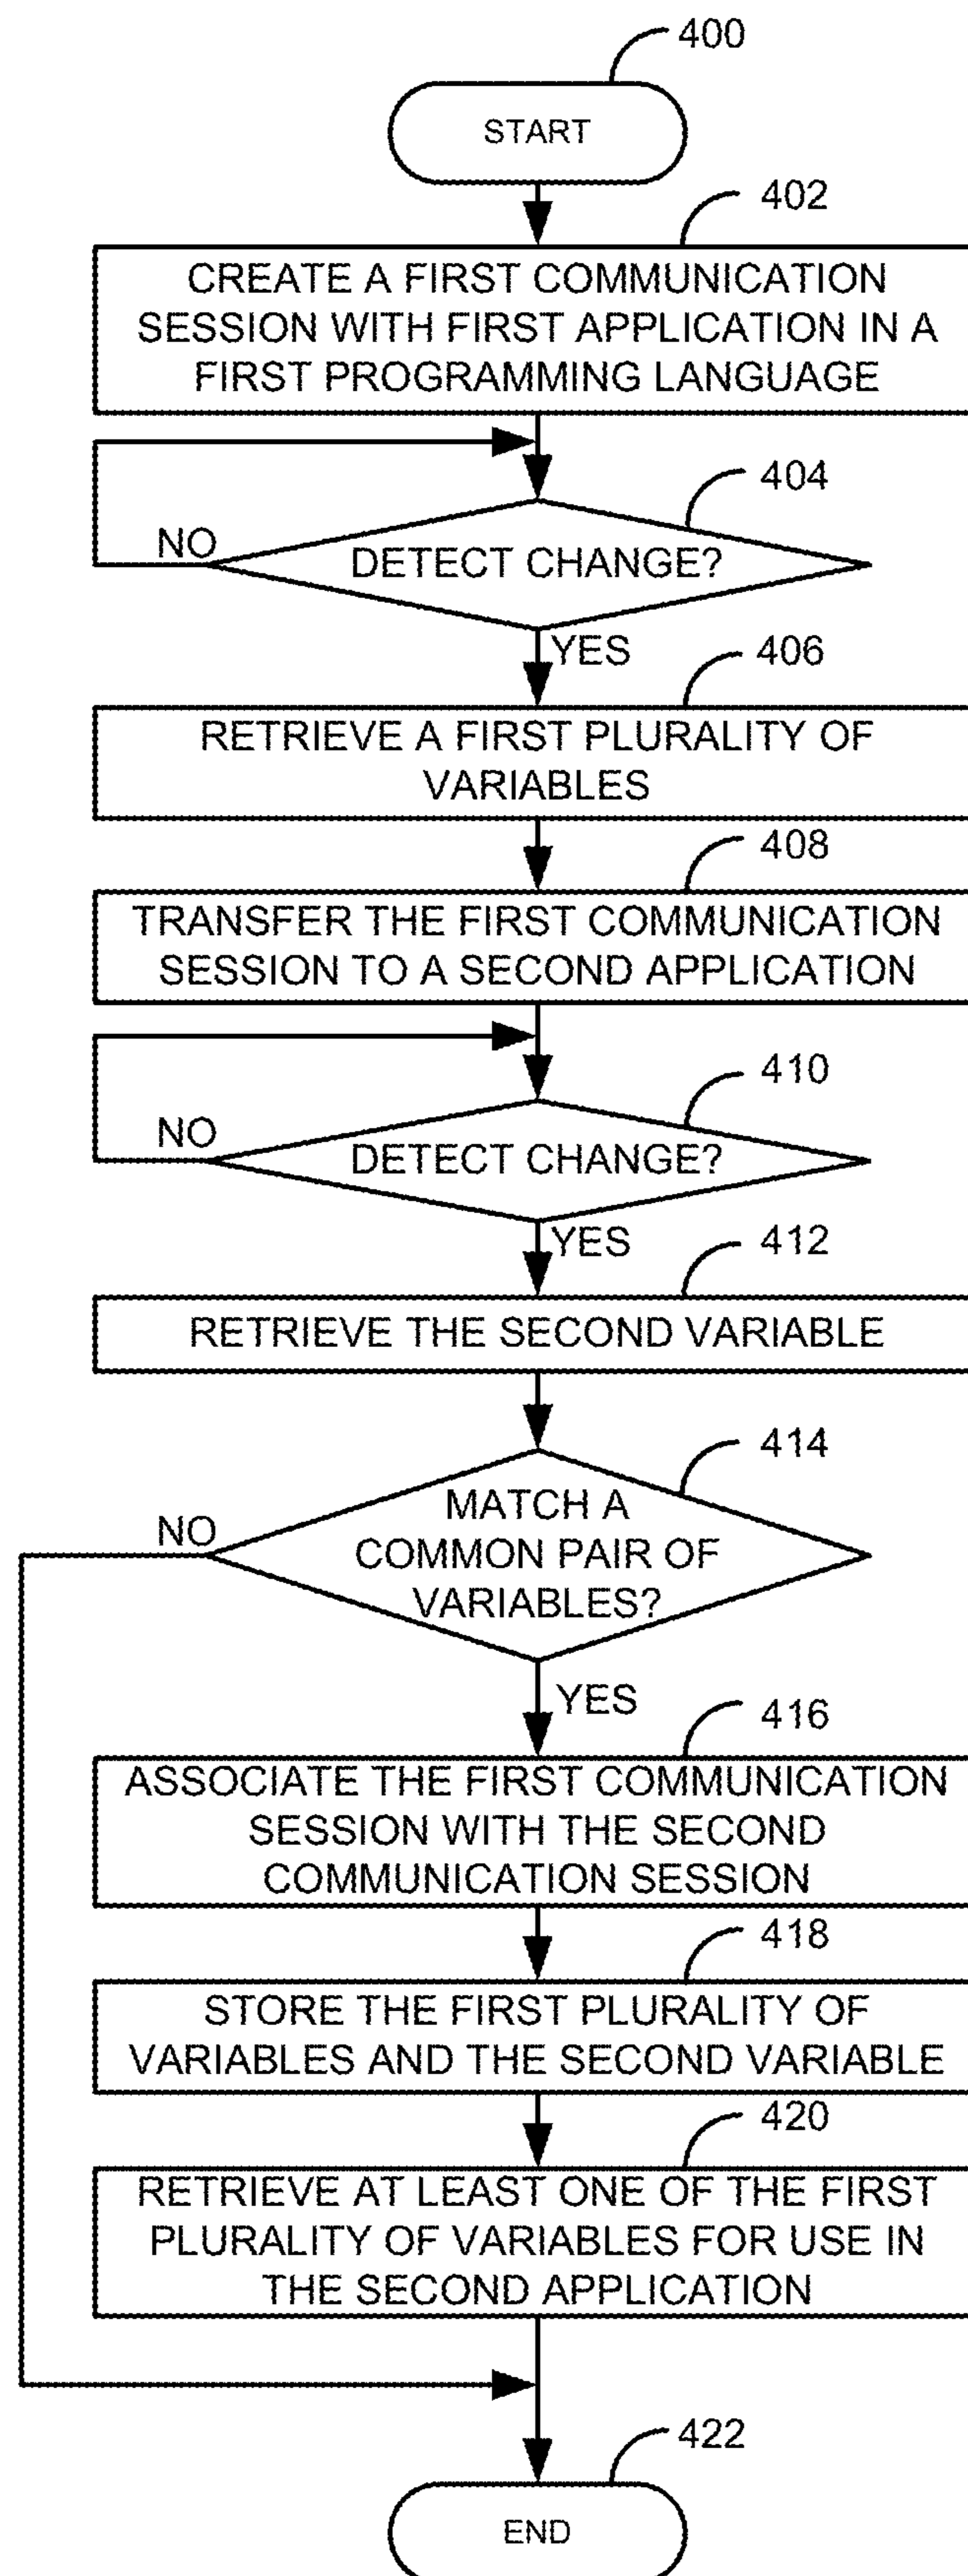 400
START
402
CREATE A FIRST COMMUNICATION
SESSION WITH FIRST APPLICATION IN A
FIRST PROGRAMMING LANGUAGE
404
NO
DETECT CHANGE?
YES
406
RETRIEVE A FIRST PLURALITY OF
VARIABLES
408
TRANSFER THE FIRST COMMUNICATION
SESSION TO A SECOND APPLICATION
410
NO
DETECT CHANGE?
YES
412
RETRIEVE THE SECOND VARIABLE
414
NO
MATCH A
COMMON PAIR OF
VARIABLES?
YES
416
ASSOCIATE THE FIRST COMMUNICATION
SESSION WITH THE SECOND
COMMUNICATION SESSION
418
STORE THE FIRST PLURALITY OF
VARIABLES AND THE SECOND VARIABLE
420
RETRIEVE AT LEAST ONE OF THE FIRST
PLURALITY OF VARIABLES FOR USE IN
THE SECOND APPLICATION
422
END